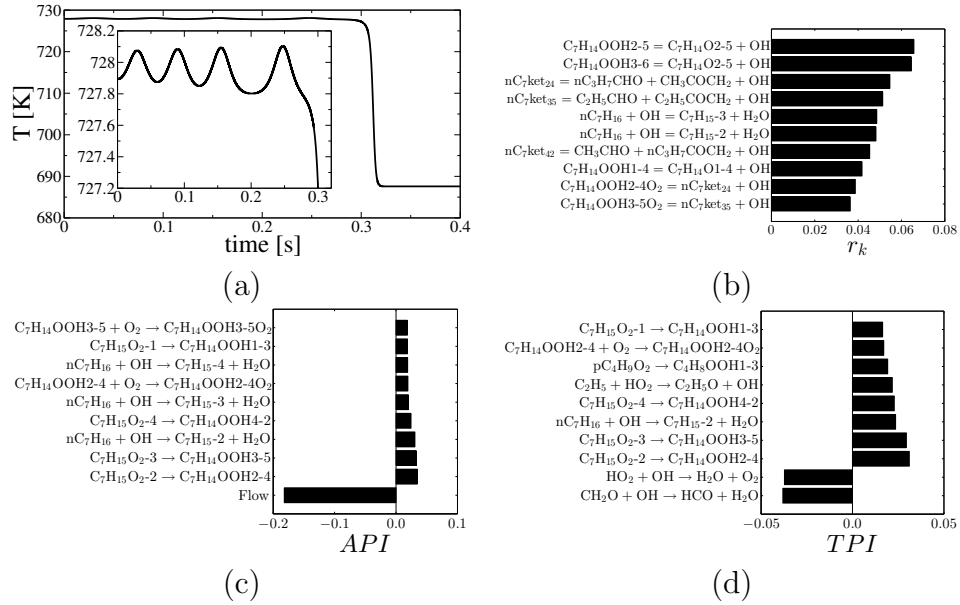 730
720
710
700
690
680
T [K]
728.2
728
727.8
727.6
727.4
727.2
0
0.1
0.2
0.3
0
0.1
0.2
0.3
0.4
time [s]
(a)
C₇H₁₄OOH2-5 = C₇H₁₄O2-5 + OH
C₇H₁₄OOH3-6 = C₇H₁₄O2-5 + OH
nC₇ket₂₄ = nC₃H₇CHO + CH₃COCH₂ + OH
nC₇ket₃₅ = C₂H₅CHO + C₂H₅COCH₂ + OH
nC₇H₁₆ + OH = C₇H₁₅-3 + H₂O
nC₇H₁₆ + OH = C₇H₁₅-2 + H₂O
nC₇ket₄₂ = CH₃CHO + nC₃H₇COCH₂ + OH
C₇H₁₄OOH1-4 = C₇H₁₄O1-4 + OH
C₇H₁₄OOH2-4O₂ = nC₇ket₂₄ + OH
C₇H₁₄OOH3-5O₂ = nC₇ket₃₅ + OH
0
0.02
0.04
0.06
0.08
rₖ
(b)
C₇H₁₄OOH3-5 + O₂ → C₇H₁₄OOH3-5O₂
C₇H₁₅O₂-1 → C₇H₁₄OOH1-3
nC₇H₁₆ + OH → C₇H₁₅-4 + H₂O
C₇H₁₄OOH2-4 + O₂ → C₇H₁₄OOH2-4O₂
nC₇H₁₆ + OH → C₇H₁₅-3 + H₂O
C₇H₁₅O₂-4 → C₇H₁₄OOH4-2
nC₇H₁₆ + OH → C₇H₁₅-2 + H₂O
C₇H₁₅O₂-3 → C₇H₁₄OOH3-5
C₇H₁₅O₂-2 → C₇H₁₄OOH2-4
Flow
−0.2
−0.1
0.0
0.1
API
(c)
C₇H₁₅O₂-1 → C₇H₁₄OOH1-3
C₇H₁₄OOH2-4 + O₂ → C₇H₁₄OOH2-4O₂
pC₄H₉O₂ → C₄H₈OOH1-3
C₂H₅ + HO₂ → C₂H₅O + OH
C₇H₁₅O₂-4 → C₇H₁₄OOH4-2
nC₇H₁₆ + OH → C₇H₁₅-2 + H₂O
C₇H₁₅O₂-3 → C₇H₁₄OOH3-5
C₇H₁₅O₂-2 → C₇H₁₄OOH2-4
HO₂ + OH → H₂O + O₂
CH₂O + OH → HCO + H₂O
−0.05
0.0
0.05
TPI
(d)